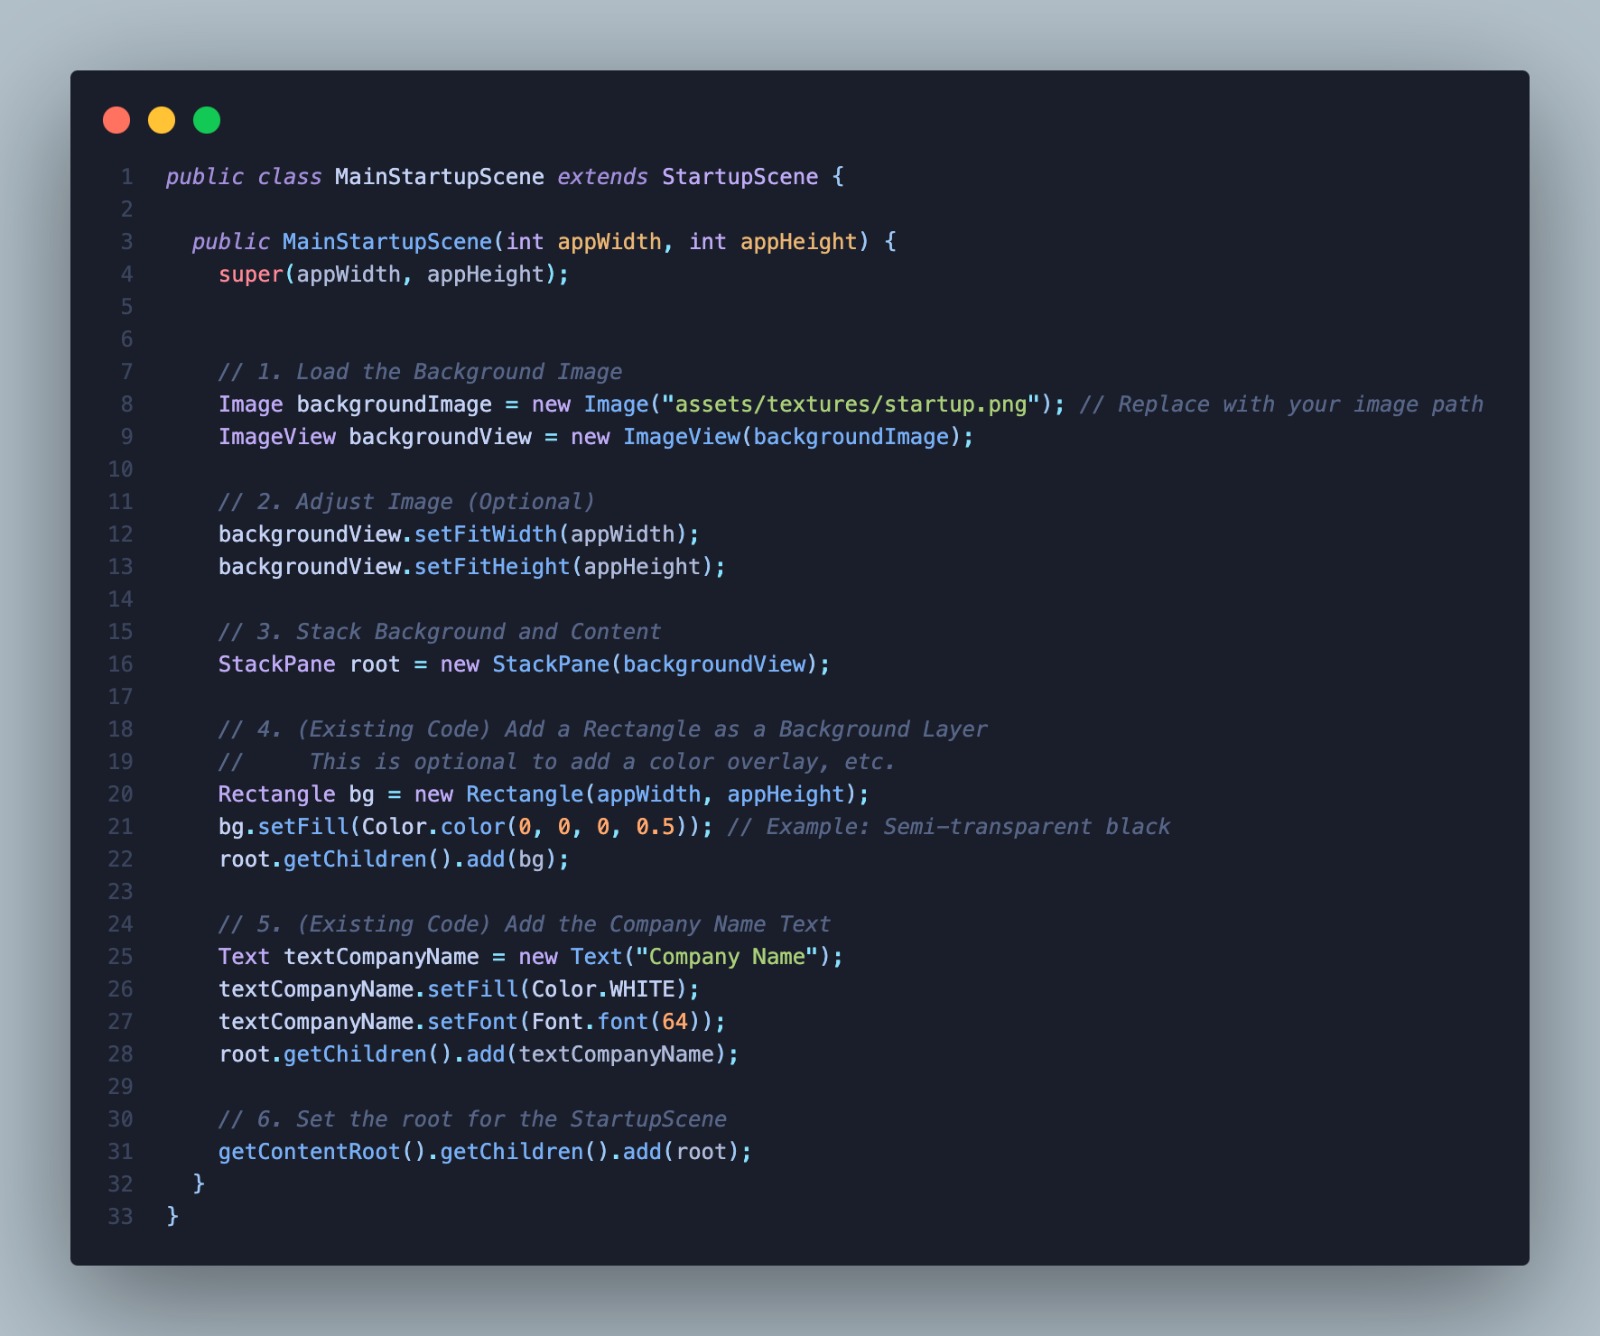 1 public class MainStartupScene extends StartupScene {
2
3 public MainStartupScene(int appWidth, int appHeight) {
4 super(appWidth, appHeight);
5
6
7 // 1. Load the Background Image
8 Image backgroundImage = new Image("assets/textures/startup.png"); // Replace with your image path
9 ImageView backgroundView = new ImageView(backgroundImage);
10
11 // 2. Adjust Image (Optional)
12 backgroundView.setFitWidth(appWidth);
13 backgroundView.setFitHeight(appHeight);
14
15 // 3. Stack Background and Content
16 StackPane root = new StackPane(backgroundView);
17
18 // 4. (Existing Code) Add a Rectangle as a Background Layer
19 //     This is optional to add a color overlay, etc.
20 Rectangle bg = new Rectangle(appWidth, appHeight);
21 bg.setFill(Color.color(0, 0, 0, 0.5)); // Example: Semi-transparent black
22 root.getChildren().add(bg);
23
24 // 5. (Existing Code) Add the Company Name Text
25 Text textCompanyName = new Text("Company Name");
26 textCompanyName.setFill(Color.WHITE);
27 textCompanyName.setFont(Font.font(64));
28 root.getChildren().add(textCompanyName);
29
30 // 6. Set the root for the StartupScene
31 getContentRoot().getChildren().add(root);
32 }
33 }